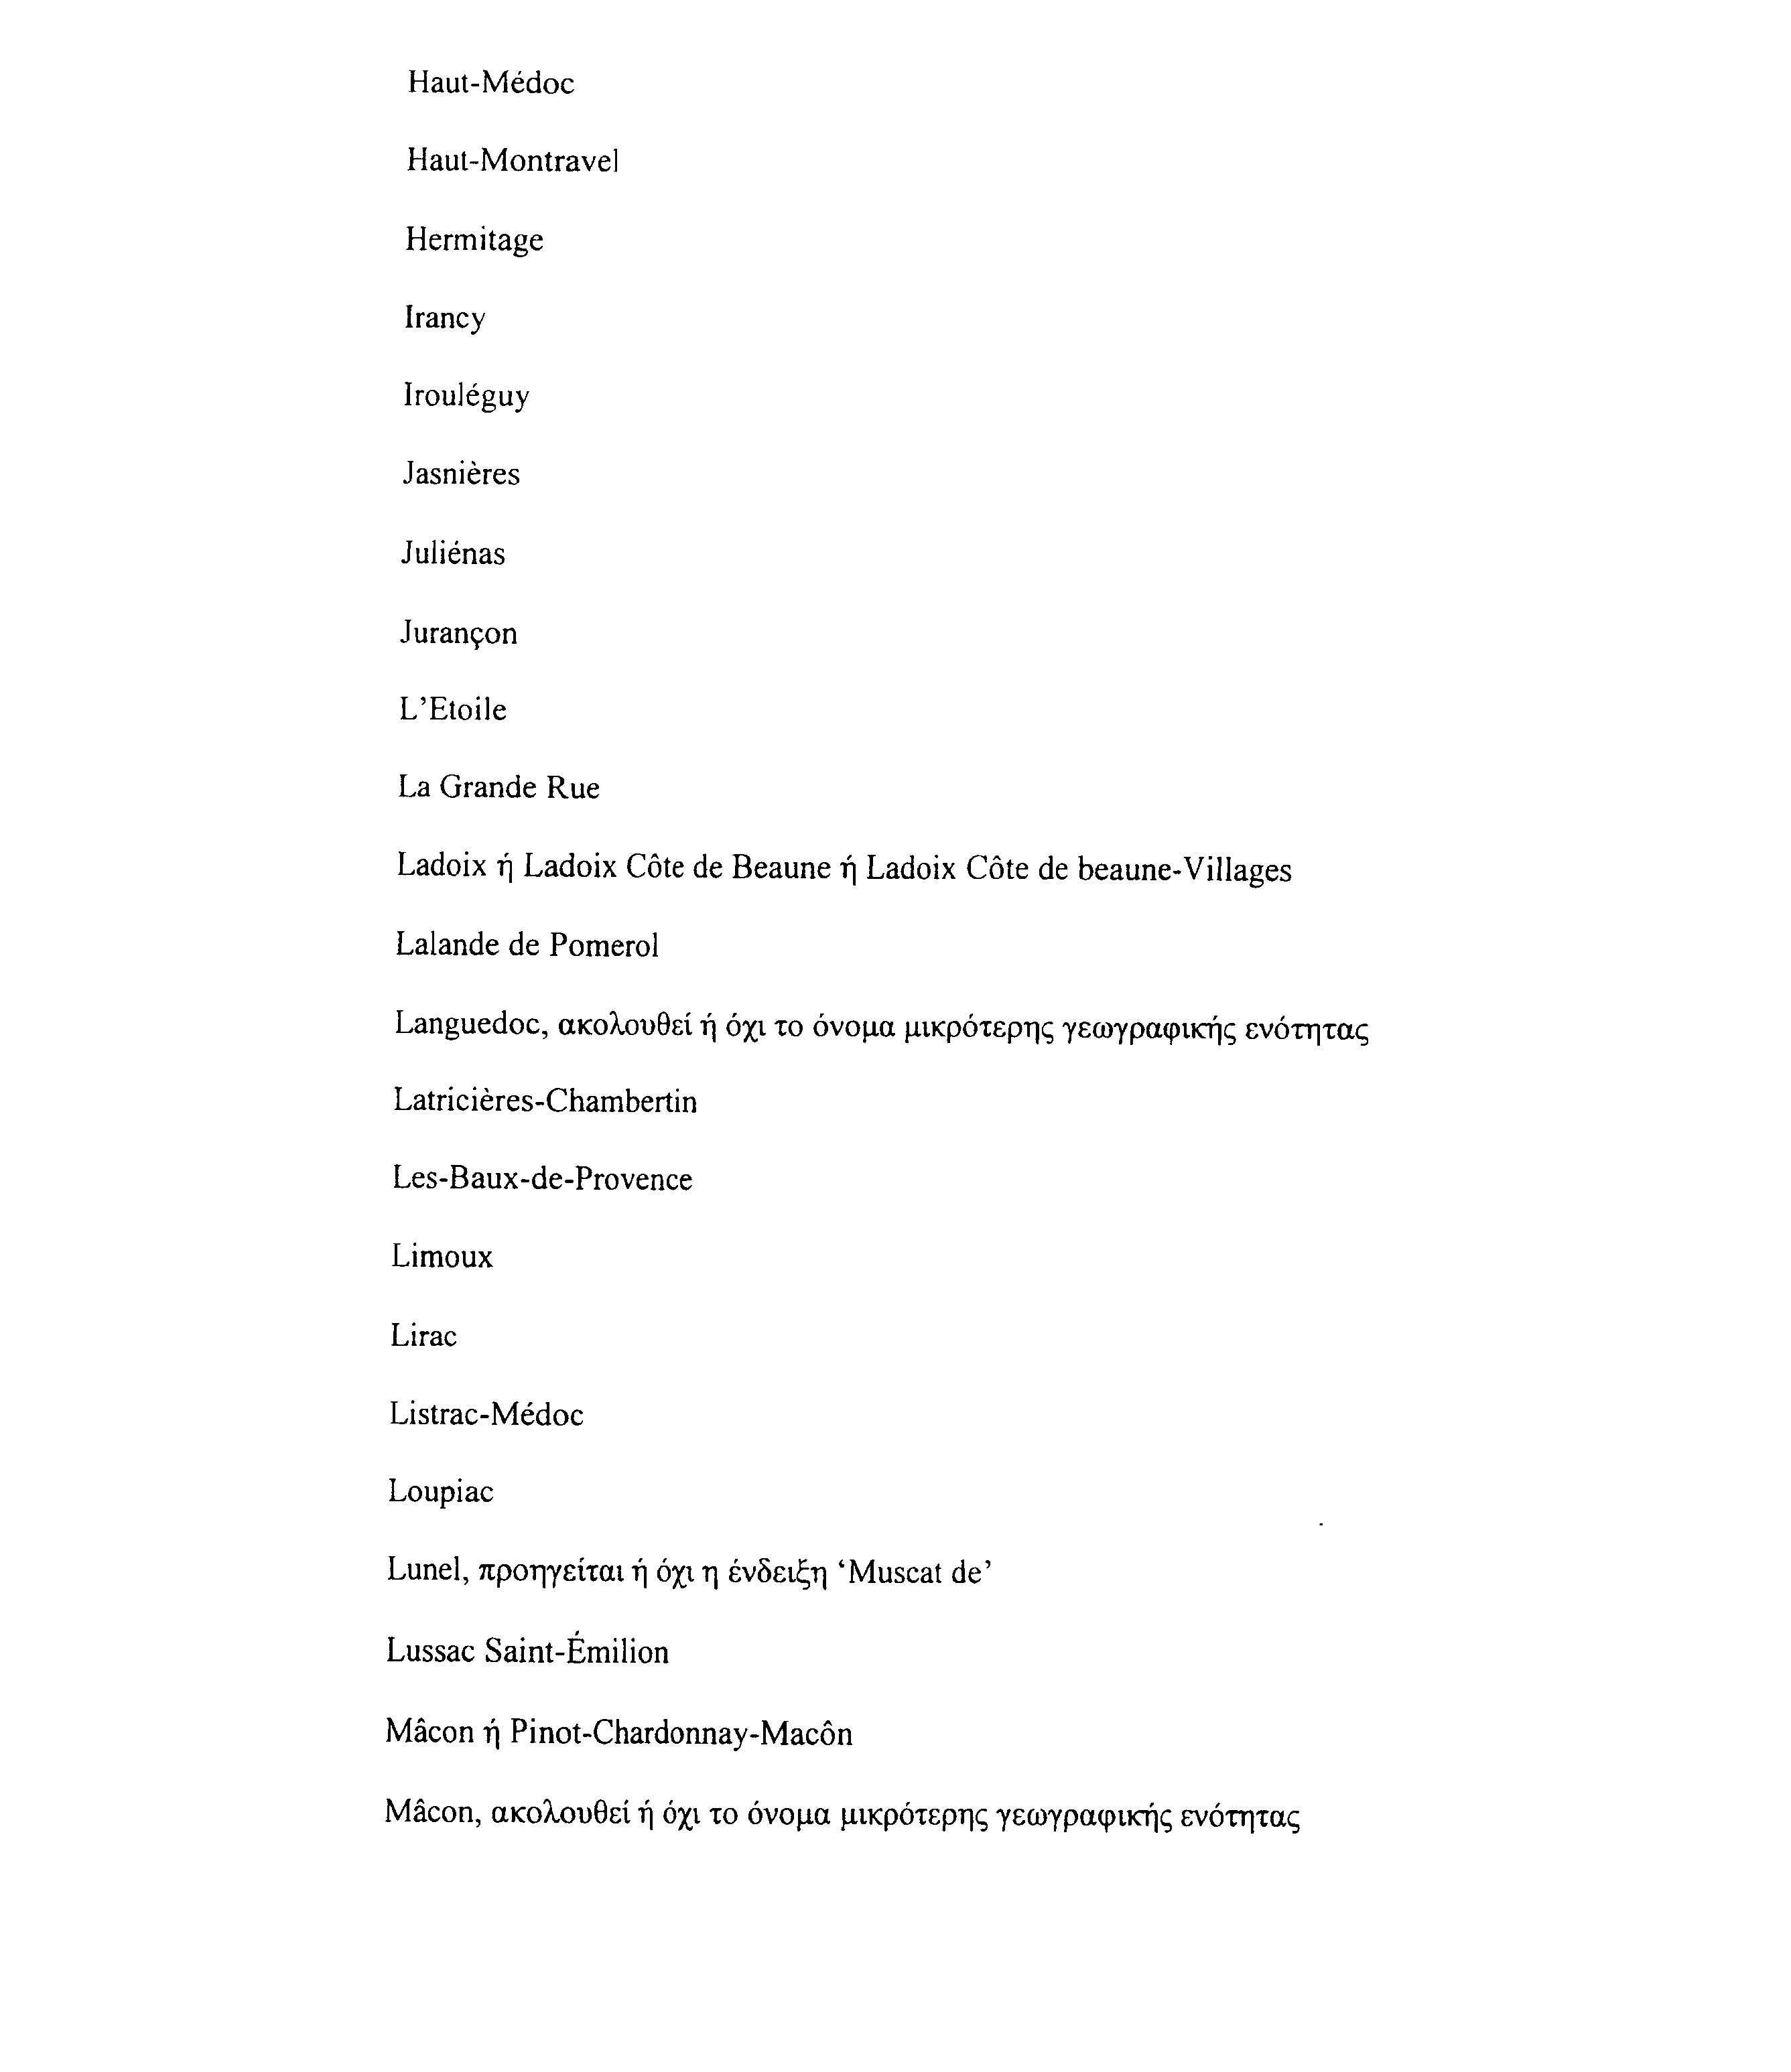 Haut-Médoc
Haut-Montravel
Hermitage
Irancy
Irouléguy
Jasnières
Juliénas
Jurançon
L’Etoile
La Grande Rue
Ladoix ή Ladoix Côte de Beaune ή Ladoix Côte de beaune-Villages
Lalande de Pomerol
Languedoc, ακολουθεί ή όχι το όνομα μικρότερης γεωγραφικής ενότητας
Latricières-Chambertin
Les-Baux-de-Provence
Limoux
Lirac
Listrac-Médoc
Loupiac
Lunel, προηγείται ή όχι η ένδειξη ‘Muscat de’
Lussac Saint-Émilion
Mâcon ή Pinot-Chardonnay-Macôn
Mâcon, ακολουθεί ή όχι το όνομα μικρότερης γεωγραφικής ενότητας